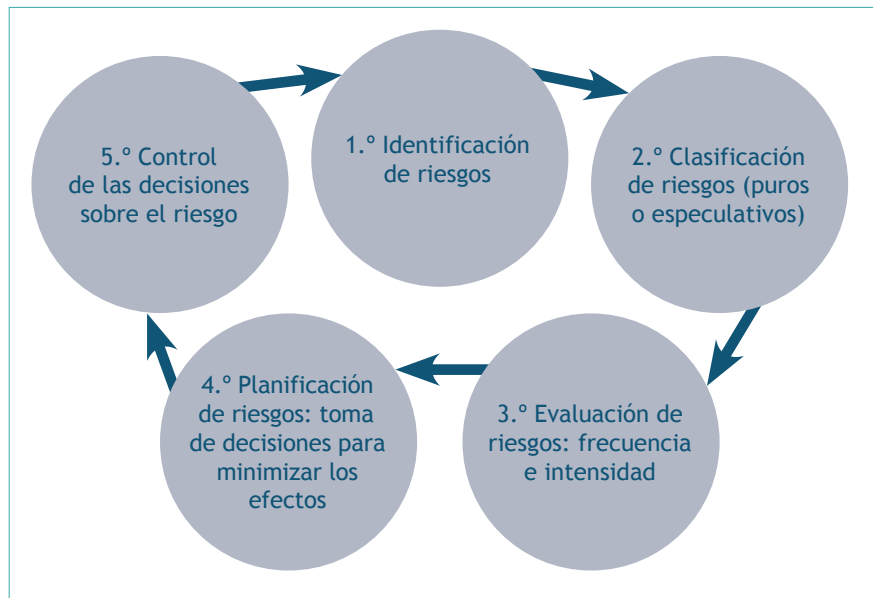 1.º Identificación
de riesgos
2.º Clasificación
de riesgos (puros
o especulativos)
3.º Evaluación de
riesgos: frecuencia
e intensidad
4.º Planificación
de riesgos: toma
de decisiones para
minimizar los
efectos
5.º Control
de las decisiones
sobre el riesgo